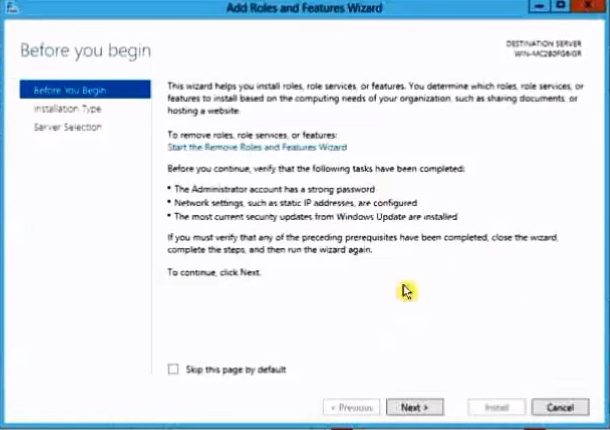 Add Roles and Features Wizard
Before you begin
DESTINATION SERVER
Before You Begin
Installation Type
Server Selection
This wizard helps you install roles, role services, or features. You determine which roles, role services, or
features to install based on the computing needs of your organization, such as sharing documents, or
hosting a website.
To remove roles, role services, or features:
Start the Remove Roles and Features Wizard
Before you continue, verify that the following tasks have been completed:
• The Administrator account has a strong password
• Network settings, such as static IP addresses, are configured
• The most current security updates from Windows Update are installed
If you must verify that any of the preceding prerequisites have been completed, close the wizard,
complete the steps, and then run the wizard again.
To continue, click Next.
Skip this page by default
< Previous
Next >
Install
Cancel